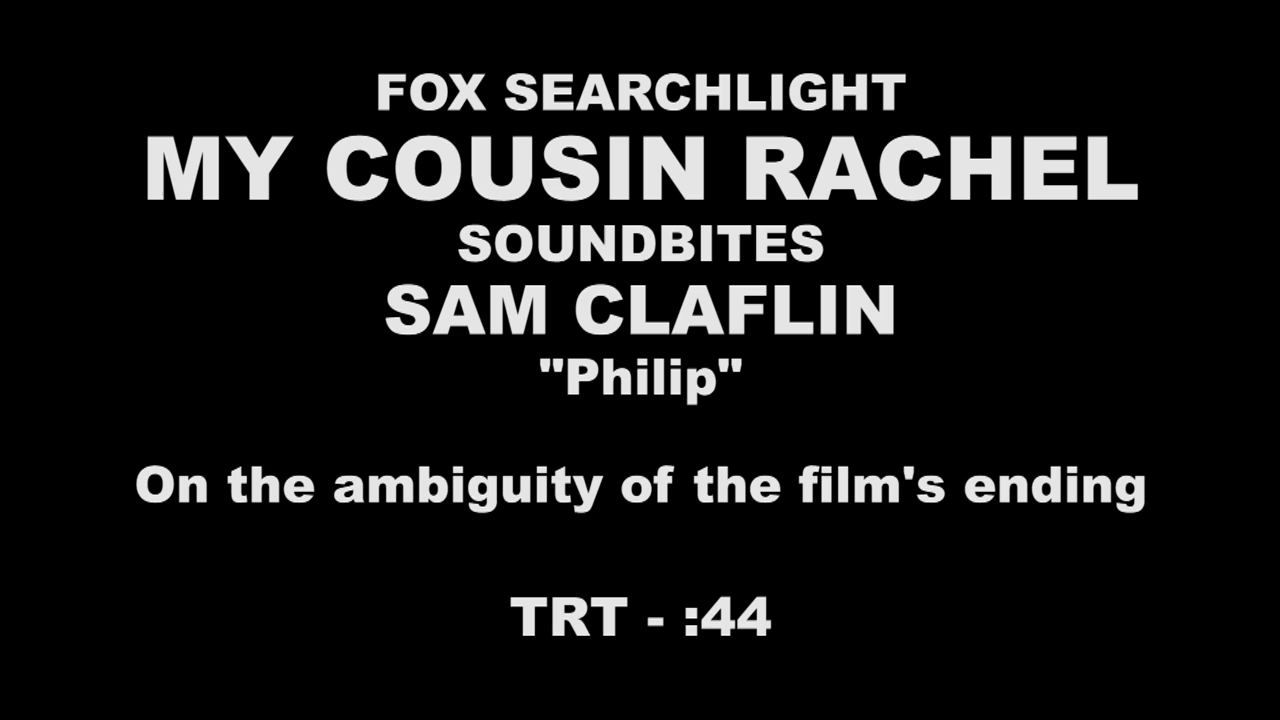 FOX SEARCHLIGHT
MY COUSIN RACHEL
SOUNDBITES
SAM CLAFLIN
"Philip"
On the ambiguity of the film's ending
TRT - :44